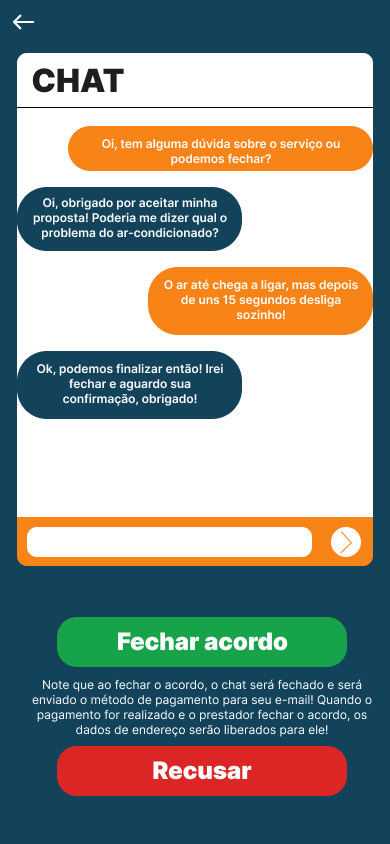 CHAT
Oi, tem alguma dúvida sobre o serviço ou
podemos fechar?
Oi, obrigado por aceitar minha
proposta! Poderia me dizer qual o
problema do ar-condicionado?
O ar até chega a ligar, mas depois
de uns 15 segundos desliga
sozinho!
Ok, podemos finalizar então! Irei
fechar e aguardo sua
confirmação, obrigado!
Fechar acordo
Note que ao fechar o acordo, o chat será fechado e será
enviado o método de pagamento para seu e-mail! Quando o
pagamento for realizado e o prestador fechar o acordo, os
dados de endereço serão liberados para ele!
Recusar